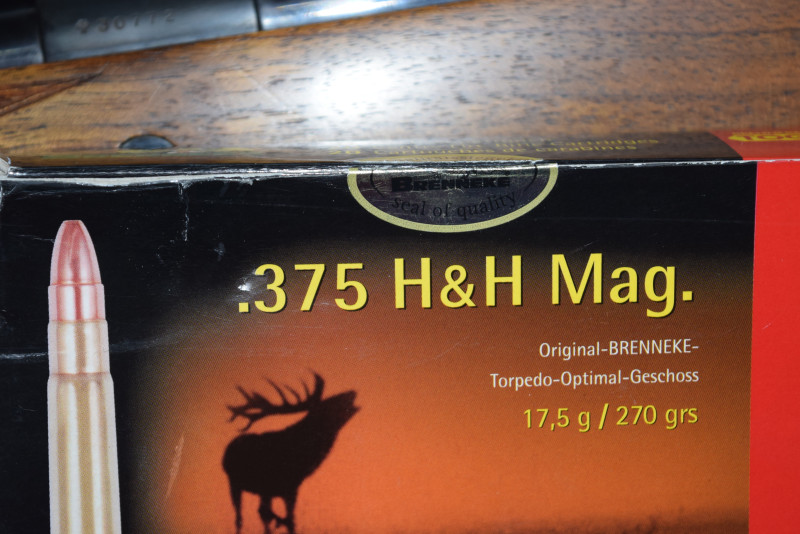 BRENNEKE
seal of quality
.375 H&H Mag.
Original-BRENNEKE-
Torpedo-Optimal-Geschoss
17,5 g / 270 grs